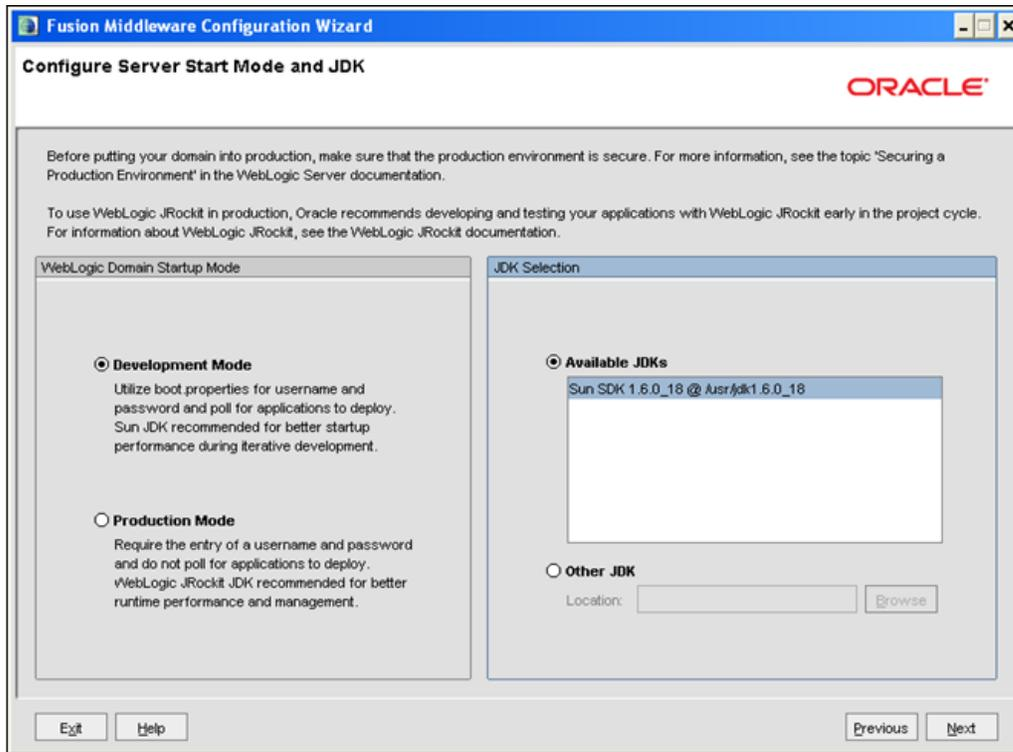 Fusion Middleware Configuration Wizard
Configure Server Start Mode and JDK
ORACLE
Before putting your domain into production, make sure that the production environment is secure. For more information, see the topic 'Securing a
Production Environment' in the WebLogic Server documentation.
To use WebLogic JRockit in production, Oracle recommends developing and testing your applications with WebLogic JRockit early in the project cycle.
For information about WebLogic JRockit, see the WebLogic JRockit documentation.
WebLogic Domain Startup Mode
Development Mode
Utilize boot.properties for username and
password and poll for applications to deploy.
Sun JDK recommended for better startup
performance during iterative development.
Production Mode
Require the entry of a username and password
and do not poll for applications to deploy.
WebLogic JRockit JDK recommended for better
runtime performance and management.
JDK Selection
Available JDKs
Sun SDK 1.6.0_18 @ /usr/jdk1.6.0_18
Other JDK
Location:
Browse
Exit
Help
Previous
Next